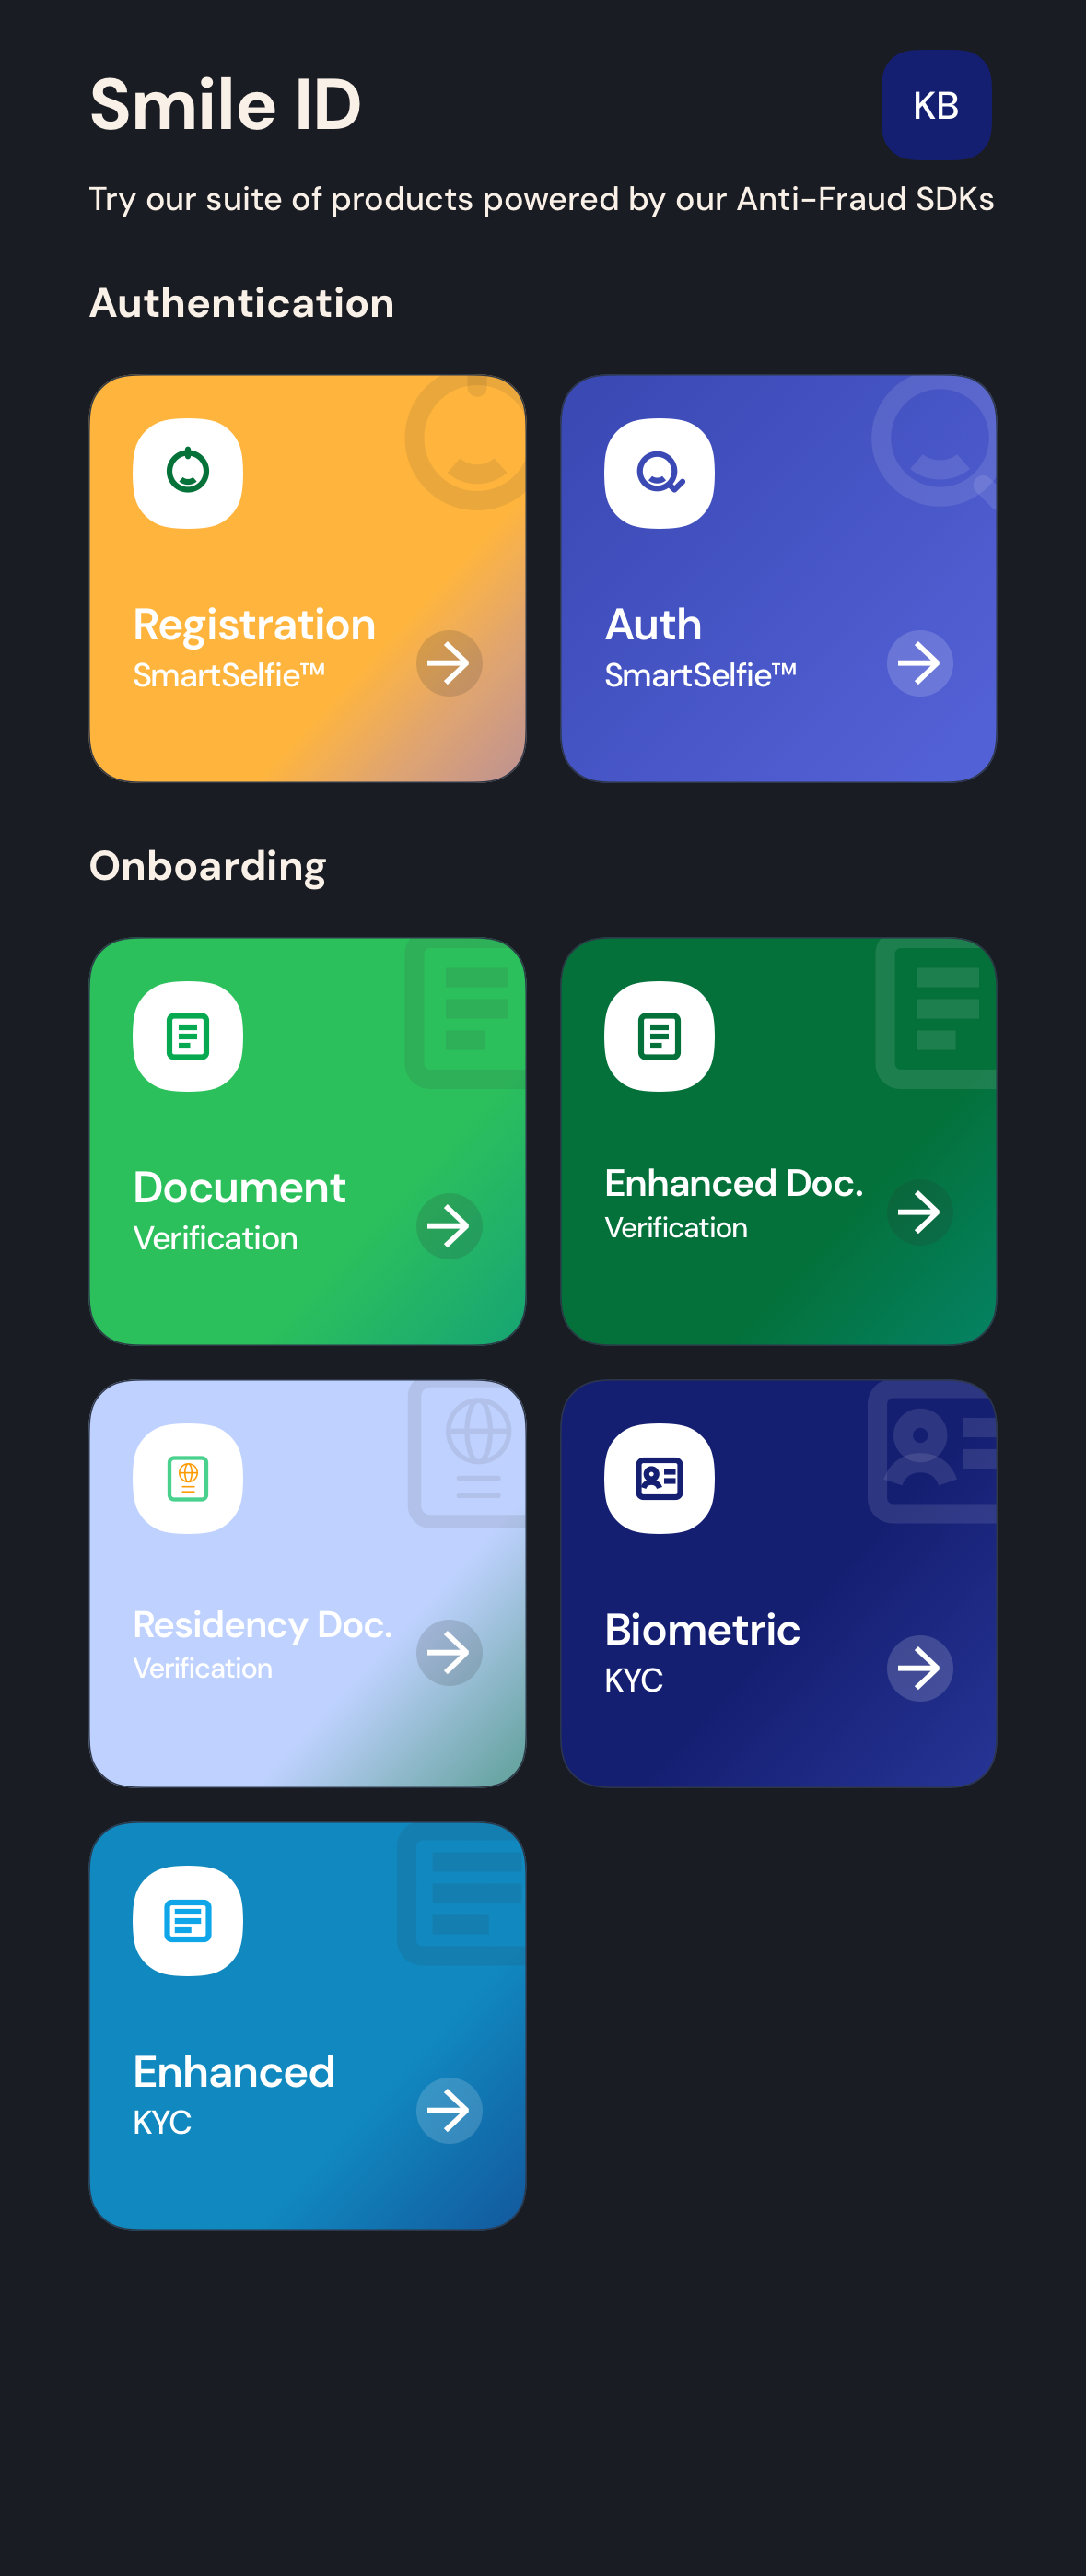 Smile ID
KB
Try our suite of products powered by our Anti-Fraud SDKs
Authentication
Registration
SmartSelfie™
Auth
SmartSelfie™
Onboarding
Document
Verification
Enhanced Doc.
Verification
Residency Doc.
Verification
Biometric
KYC
Enhanced
KYC